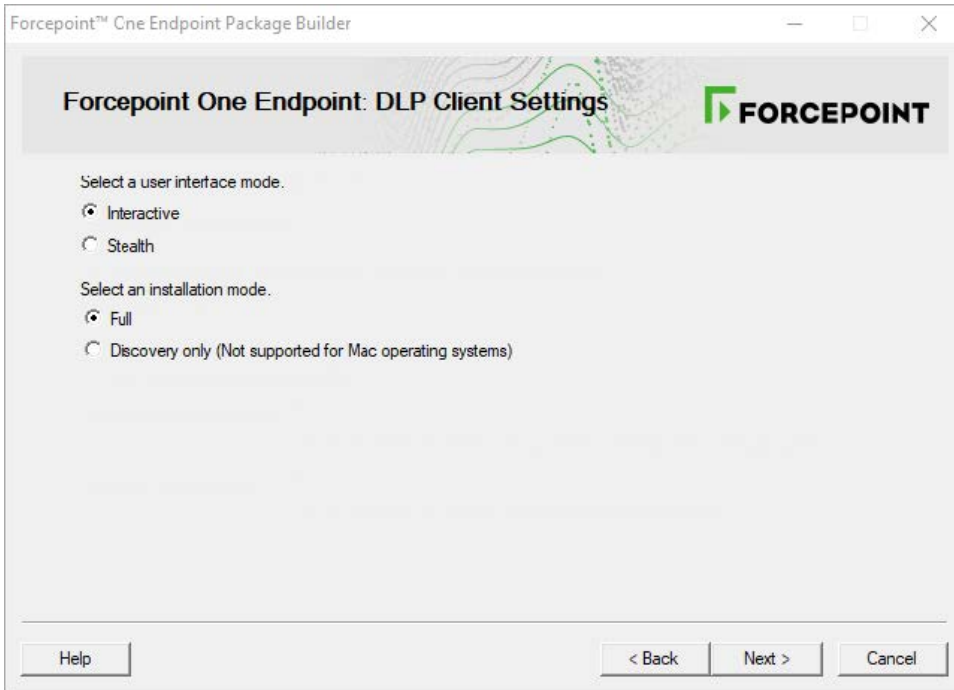 Forcepoint™ One Endpoint Package Builder
Forcepoint One Endpoint: DLP Client Settings
FORCEPOINT
Select a user interface mode.
Interactive
Stealth
Select an installation mode.
Full
Discovery only (Not supported for Mac operating systems)
Help
< Back
Next >
Cancel